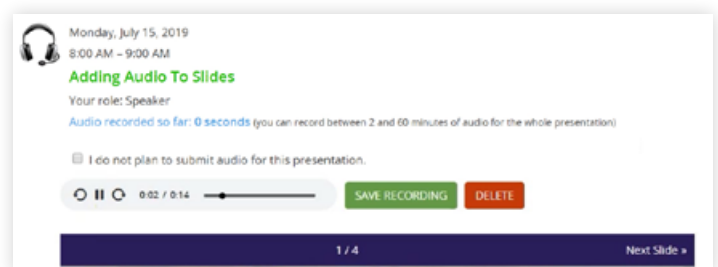 Monday, July 15, 2019
8:00 AM – 9:00 AM
Adding Audio To Slides
Your role: Speaker
Audio recorded so far: 0 seconds (you can record between 2 and 60 minutes of audio for the whole presentation)
I do not plan to submit audio for this presentation.
0:02 / 0:14 SAVE RECORDING DELETE
1 / 4 Next Slide »